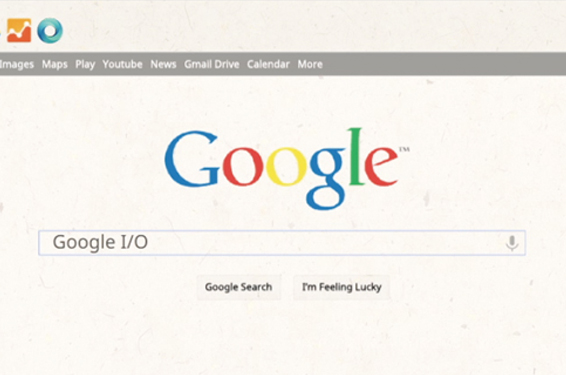 Images Maps Play Youtube News Gmail Drive Calendar More
Google™
Google I/O
Google Search I'm Feeling Lucky